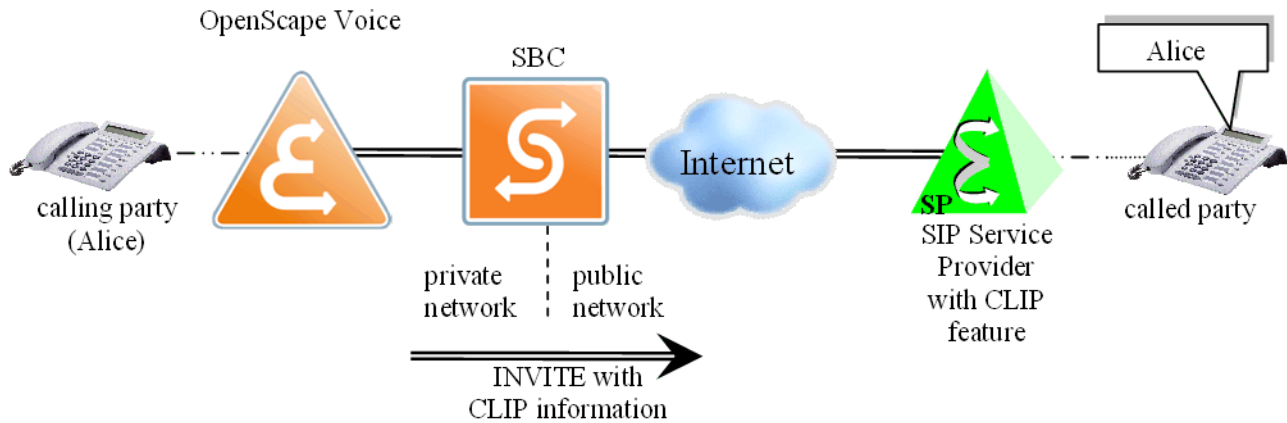 OpenScape Voice
SBC
Alice
Internet
SP
calling party
(Alice)
called party
SIP Service
Provider
with CLIP
feature
private
network
public
network
INVITE with
CLIP information